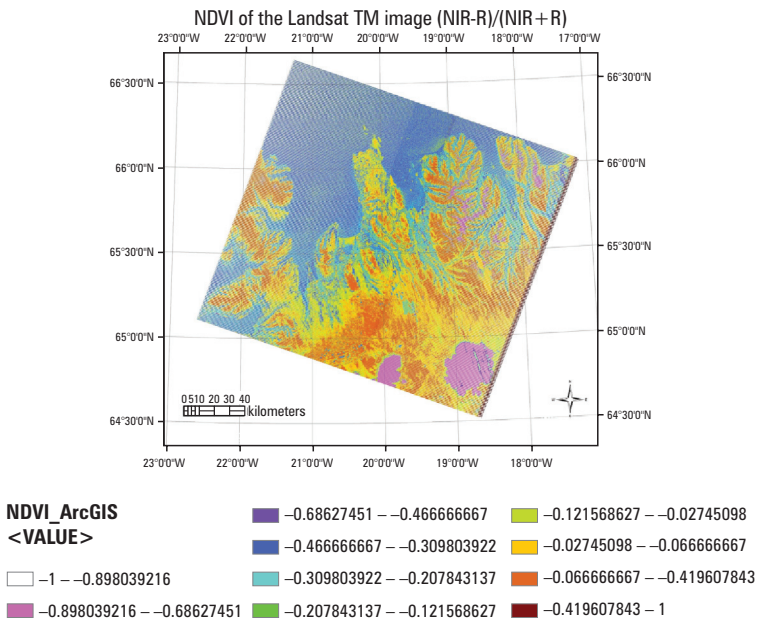 NDVI of the Landsat TM image (NIR-R)/(NIR+R)
23°0'0"W 22°0'0"W 21°0'0"W 20°0'0"W 19°0'0"W 18°0'0"W 17°0'0"W
66°30'0"N 66°30'0"N
66°0'0"N 66°0'0"N
65°30'0"N 65°30'0"N
65°0'0"N 65°0'0"N
64°30'0"N 64°30'0"N
0 5 10 20 30 40
kilometers
23°0'0"W 22°0'0"W 21°0'0"W 20°0'0"W 19°0'0"W 18°0'0"W
NDVI_ArcGIS
<VALUE>
–1 – –0.898039216
–0.898039216 – –0.68627451
–0.68627451 – –0.466666667
–0.466666667 – –0.309803922
–0.309803922 – –0.207843137
–0.207843137 – –0.121568627
–0.121568627 – –0.02745098
–0.02745098 – –0.066666667
–0.066666667 – –0.419607843
–0.419607843 – 1